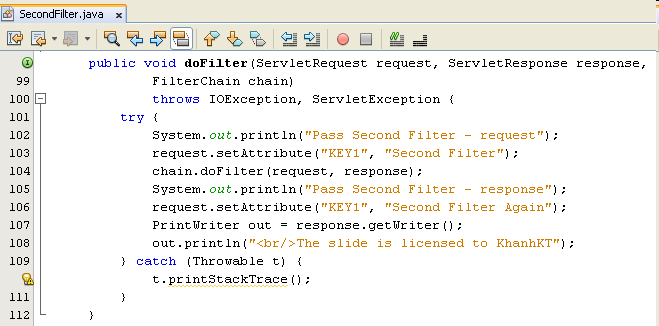 SecondFilter.java x
public void doFilter(ServletRequest request, ServletResponse response,
99 FilterChain chain)
100 throws IOException, ServletException {
101 try {
102 System.out.println("Pass Second Filter - request");
103 request.setAttribute("KEY1", "Second Filter");
104 chain.doFilter(request, response);
105 System.out.println("Pass Second Filter - response");
106 request.setAttribute("KEY1", "Second Filter Again");
107 PrintWriter out = response.getWriter();
108 out.println("<br/>The slide is licensed to KhanhKT");
109 } catch (Throwable t) {
t.printStackTrace();
111 }
112 }